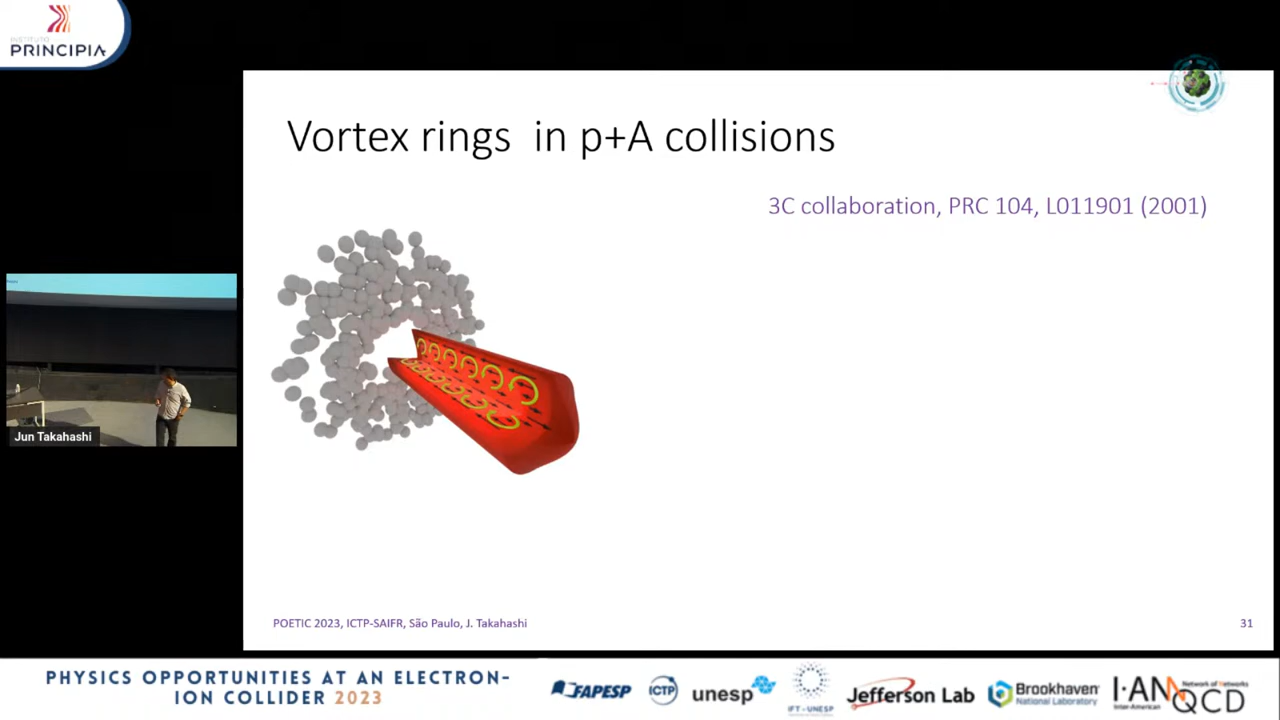 INSTITUTO
PRINCIPIA
Vortex rings in p+A collisions
3C collaboration, PRC 104, L011901 (2001)
Jun Takahashi
POETIC 2023, ICTP-SAIFR, São Paulo, J. Takahashi
31
PHYSICS OPPORTUNITIES AT AN ELECTRON-
ION COLLIDER 2023
FAPESP
ICTP
unesp
IFT - UNESP
Jefferson Lab
Brookhaven
National Laboratory
Network of Networks
I·ANQCD
Inter-American